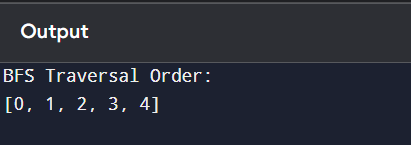 Output
BFS Traversal Order:
[0, 1, 2, 3, 4]